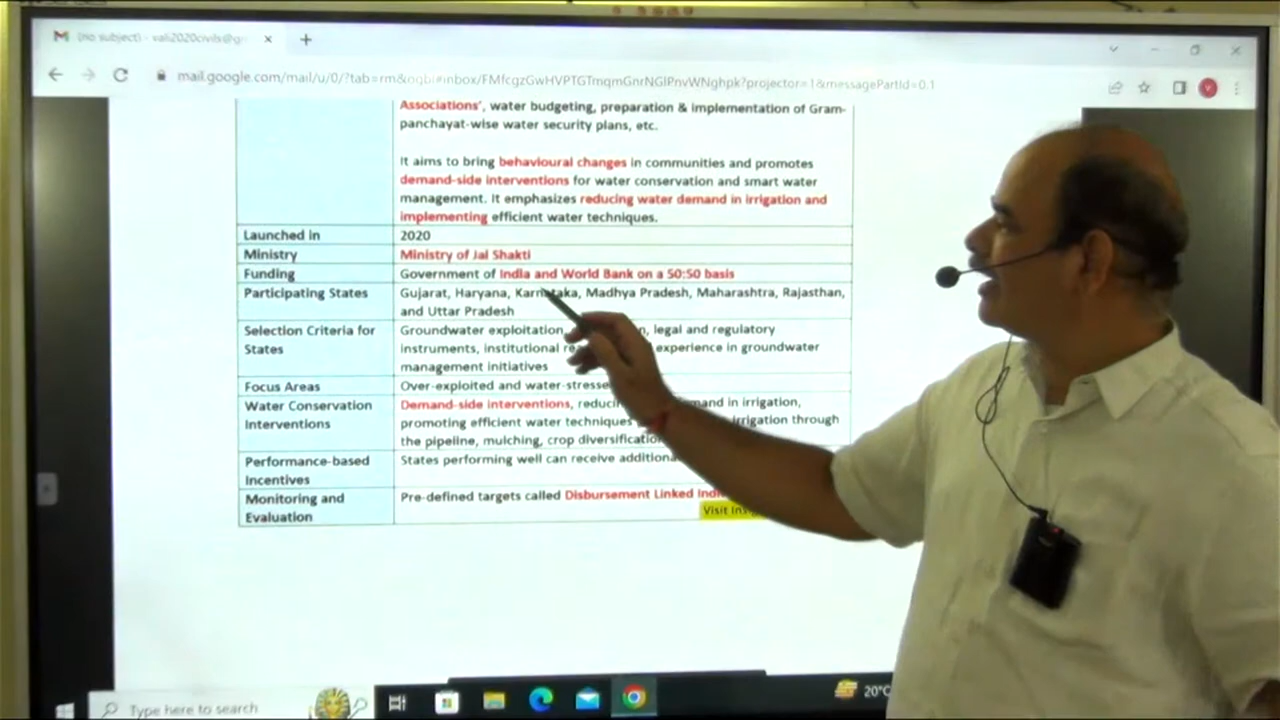 (no subject) - vali2020civils@g
mail.google.com/mail/u/0/?tab=rm&ogbl#inbox/FMfcgzGwHVPTGTmqmGnrNGlPnvWNghpk?projector=1&messagePartId=0.1
Associations', water budgeting, preparation & implementation of Gram-
panchayat-wise water security plans, etc.
It aims to bring behavioural changes in communities and promotes
demand-side interventions for water conservation and smart water
management. It emphasizes reducing water demand in irrigation and
implementing efficient water techniques.
Launched in 2020
Ministry Ministry of Jal Shakti
Funding Government of India and World Bank on a 50:50 basis
Participating States Gujarat, Haryana, Karnataka, Madhya Pradesh, Maharashtra, Rajasthan,
and Uttar Pradesh
Selection Criteria for Groundwater exploitation, legal and regulatory
States instruments, institutional experience in groundwater
management initiatives
Focus Areas Over-exploited and water-stresse
Water Conservation Demand-side interventions, in irrigation,
Interventions promoting efficient water techniques irrigation through
the pipeline, mulching, crop diversification
Performance-based States performing well can receive additiona
Incentives
Monitoring and Pre-defined targets called Disbursement Linked
Evaluation Visit
Type here to search
20°C